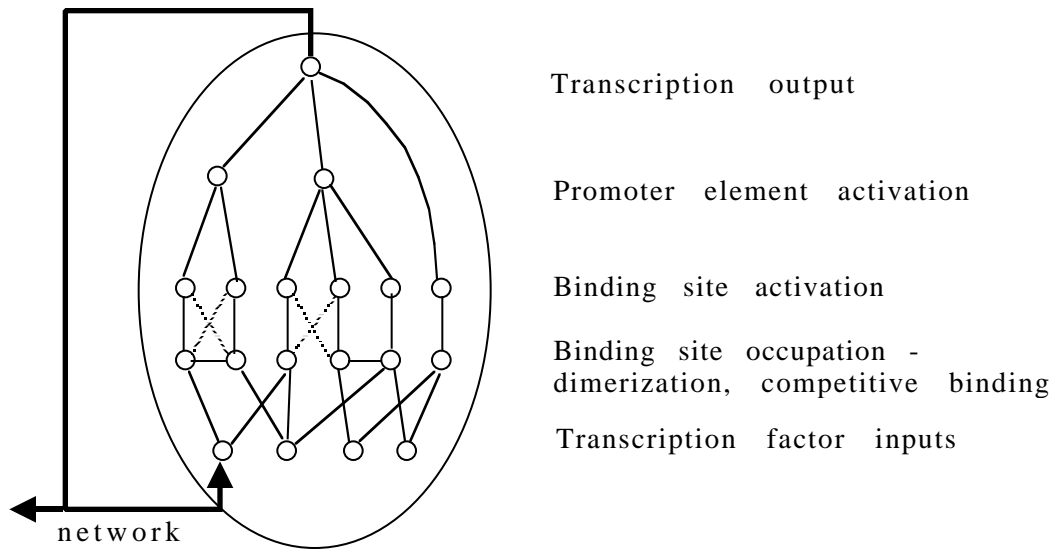 Transcription output
Promoter element activation
Binding site activation
Binding site occupation -
dimerization, competitive binding
Transcription factor inputs
network